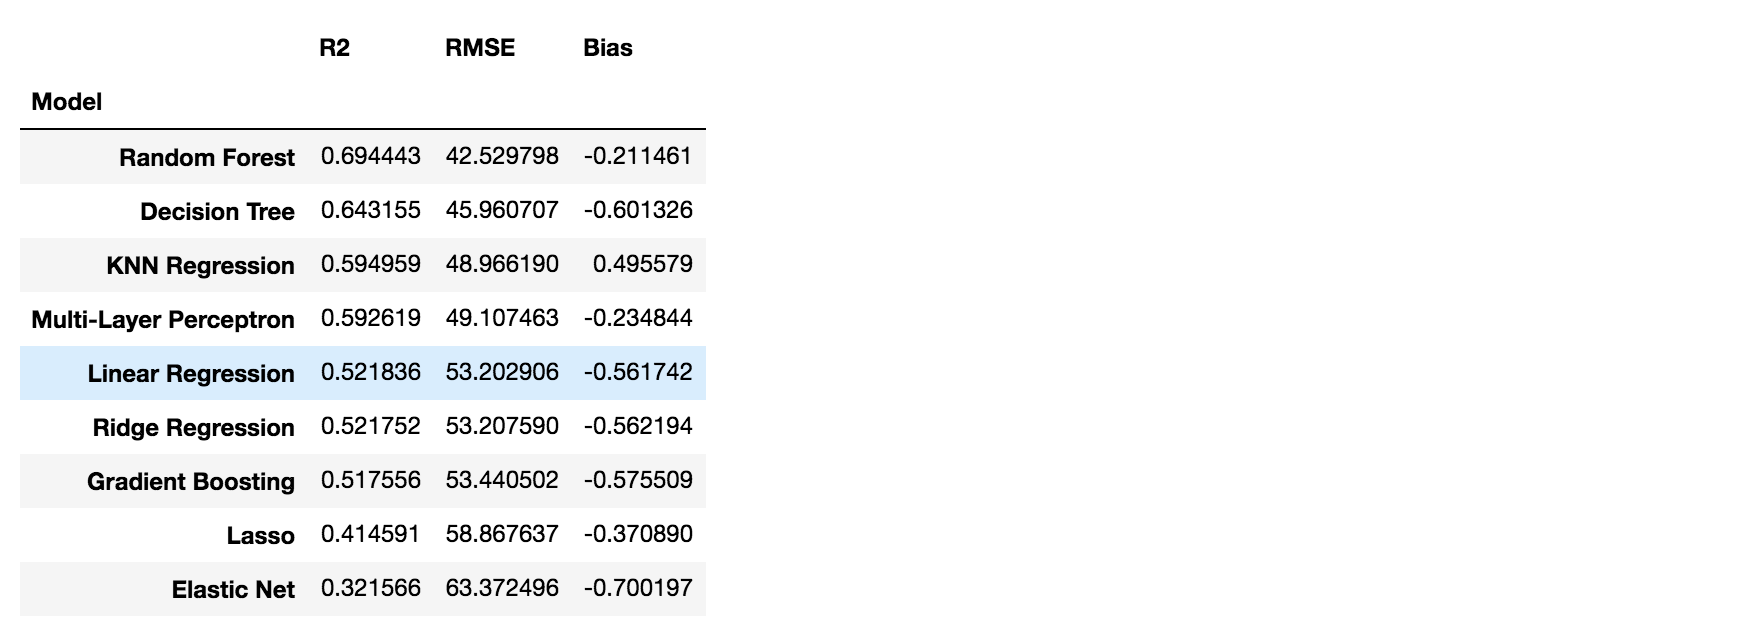 R2 RMSE Bias
Model
Random Forest 0.694443 42.529798 -0.211461
Decision Tree 0.643155 45.960707 -0.601326
KNN Regression 0.594959 48.966190 0.495579
Multi-Layer Perceptron 0.592619 49.107463 -0.234844
Linear Regression 0.521836 53.202906 -0.561742
Ridge Regression 0.521752 53.207590 -0.562194
Gradient Boosting 0.517556 53.440502 -0.575509
Lasso 0.414591 58.867637 -0.370890
Elastic Net 0.321566 63.372496 -0.700197